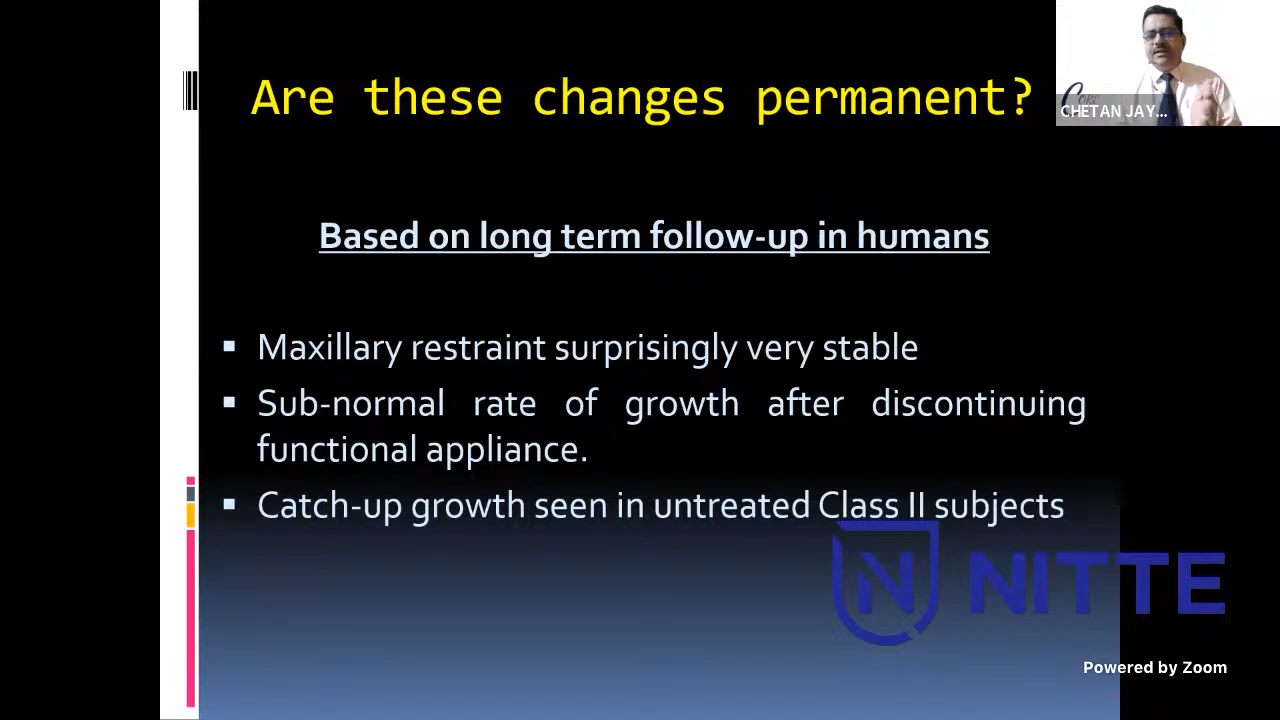 Are these changes permanent?
CHETAN JAY...
Based on long term follow-up in humans
▪ Maxillary restraint surprisingly very stable
▪ Sub-normal rate of growth after discontinuing
functional appliance.
▪ Catch-up growth seen in untreated Class II subjects
N NITTE
Powered by Zoom